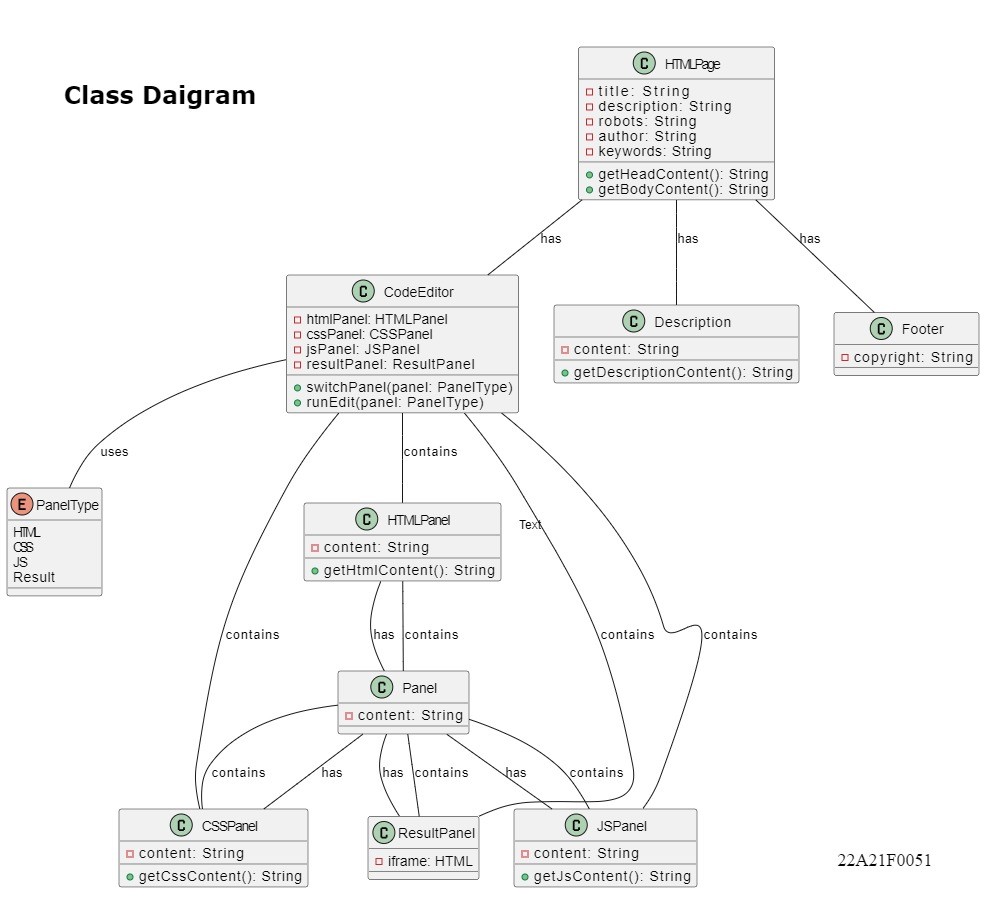 Class Daigram
C HTMLPage
title: String
description: String
robots: String
author: String
keywords: String
getHeadContent(): String
getBodyContent(): String
has
has
has
C CodeEditor
htmlPanel: HTMLPanel
cssPanel: CSSPanel
jsPanel: JSPanel
resultPanel: ResultPanel
switchPanel(panel: PanelType)
runEdit(panel: PanelType)
C Description
content: String
getDescriptionContent(): String
C Footer
copyright: String
uses
contains
E PanelType
HTML
CSS
JS
Result
C HTMLPanel
content: String
getHtmlContent(): String
Text
contains
has
contains
contains
contains
C Panel
content: String
contains
has
has
contains
has
contains
C CSSPanel
content: String
getCssContent(): String
C ResultPanel
iframe: HTML
C JSPanel
content: String
getJsContent(): String
22A21F0051